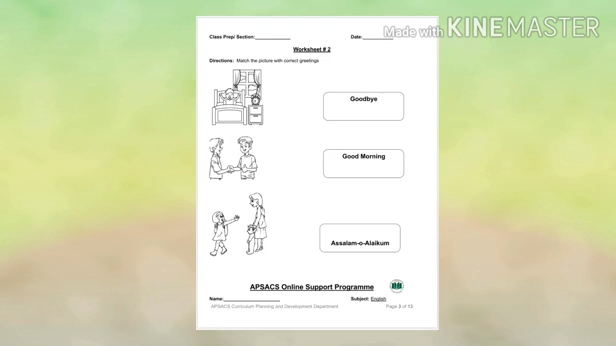 Class Prep/ Section:____________ Date:__________
Made with KINEMASTER
Worksheet # 2
Directions: Match the picture with correct greetings
Goodbye
Good Morning
Assalam-o-Alaikum
APSACS Online Support Programme
Name:___________________ Subject: English
APSACS Curriculum Planning and Development Department Page 3 of 13